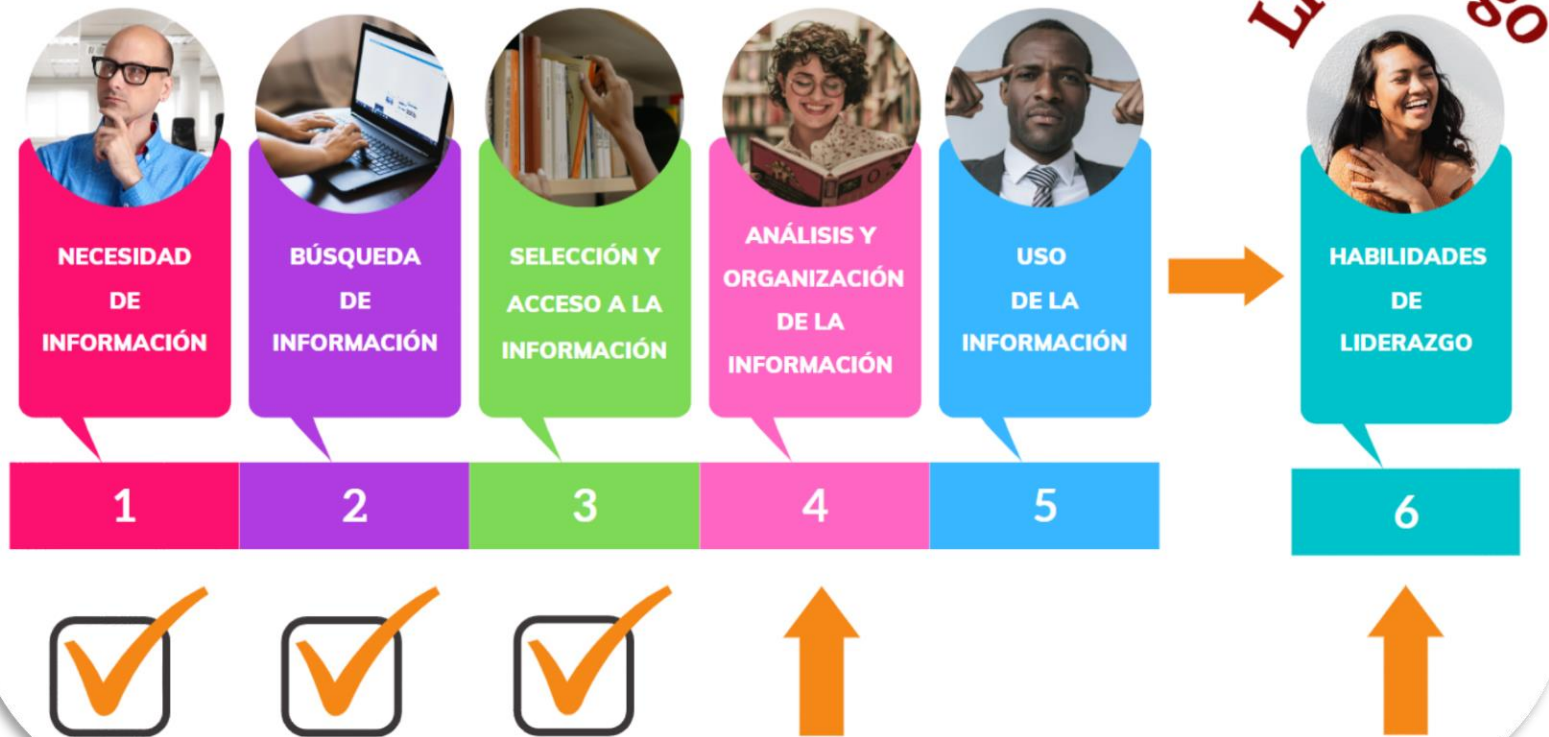 NECESIDAD
DE
INFORMACIÓN
BÚSQUEDA
DE
INFORMACIÓN
SELECCIÓN Y
ACCESO A LA
INFORMACIÓN
ANÁLISIS Y
ORGANIZACIÓN
DE LA
INFORMACIÓN
USO
DE LA
INFORMACIÓN
HABILIDADES
DE
LIDERAZGO
1
2
3
4
5
6